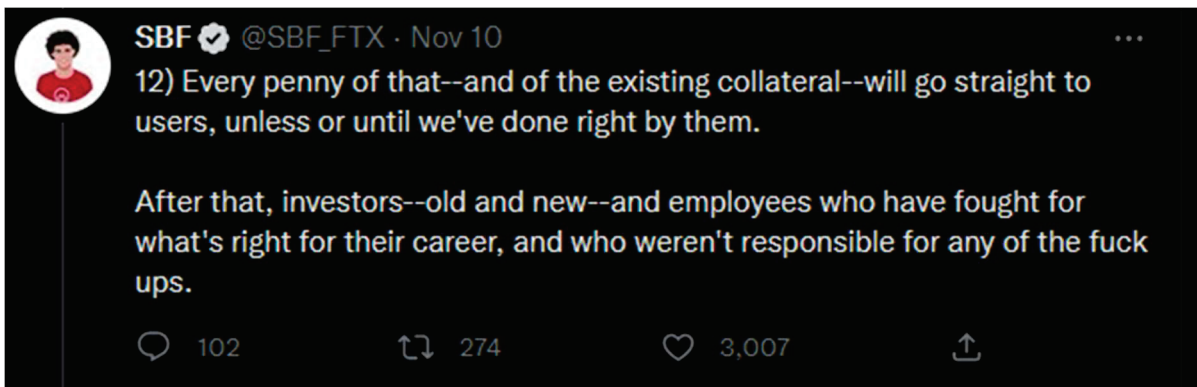 SBF @SBF_FTX · Nov 10
12) Every penny of that--and of the existing collateral--will go straight to
users, unless or until we've done right by them.
After that, investors--old and new--and employees who have fought for
what's right for their career, and who weren't responsible for any of the fuck
ups.
102 274 3,007